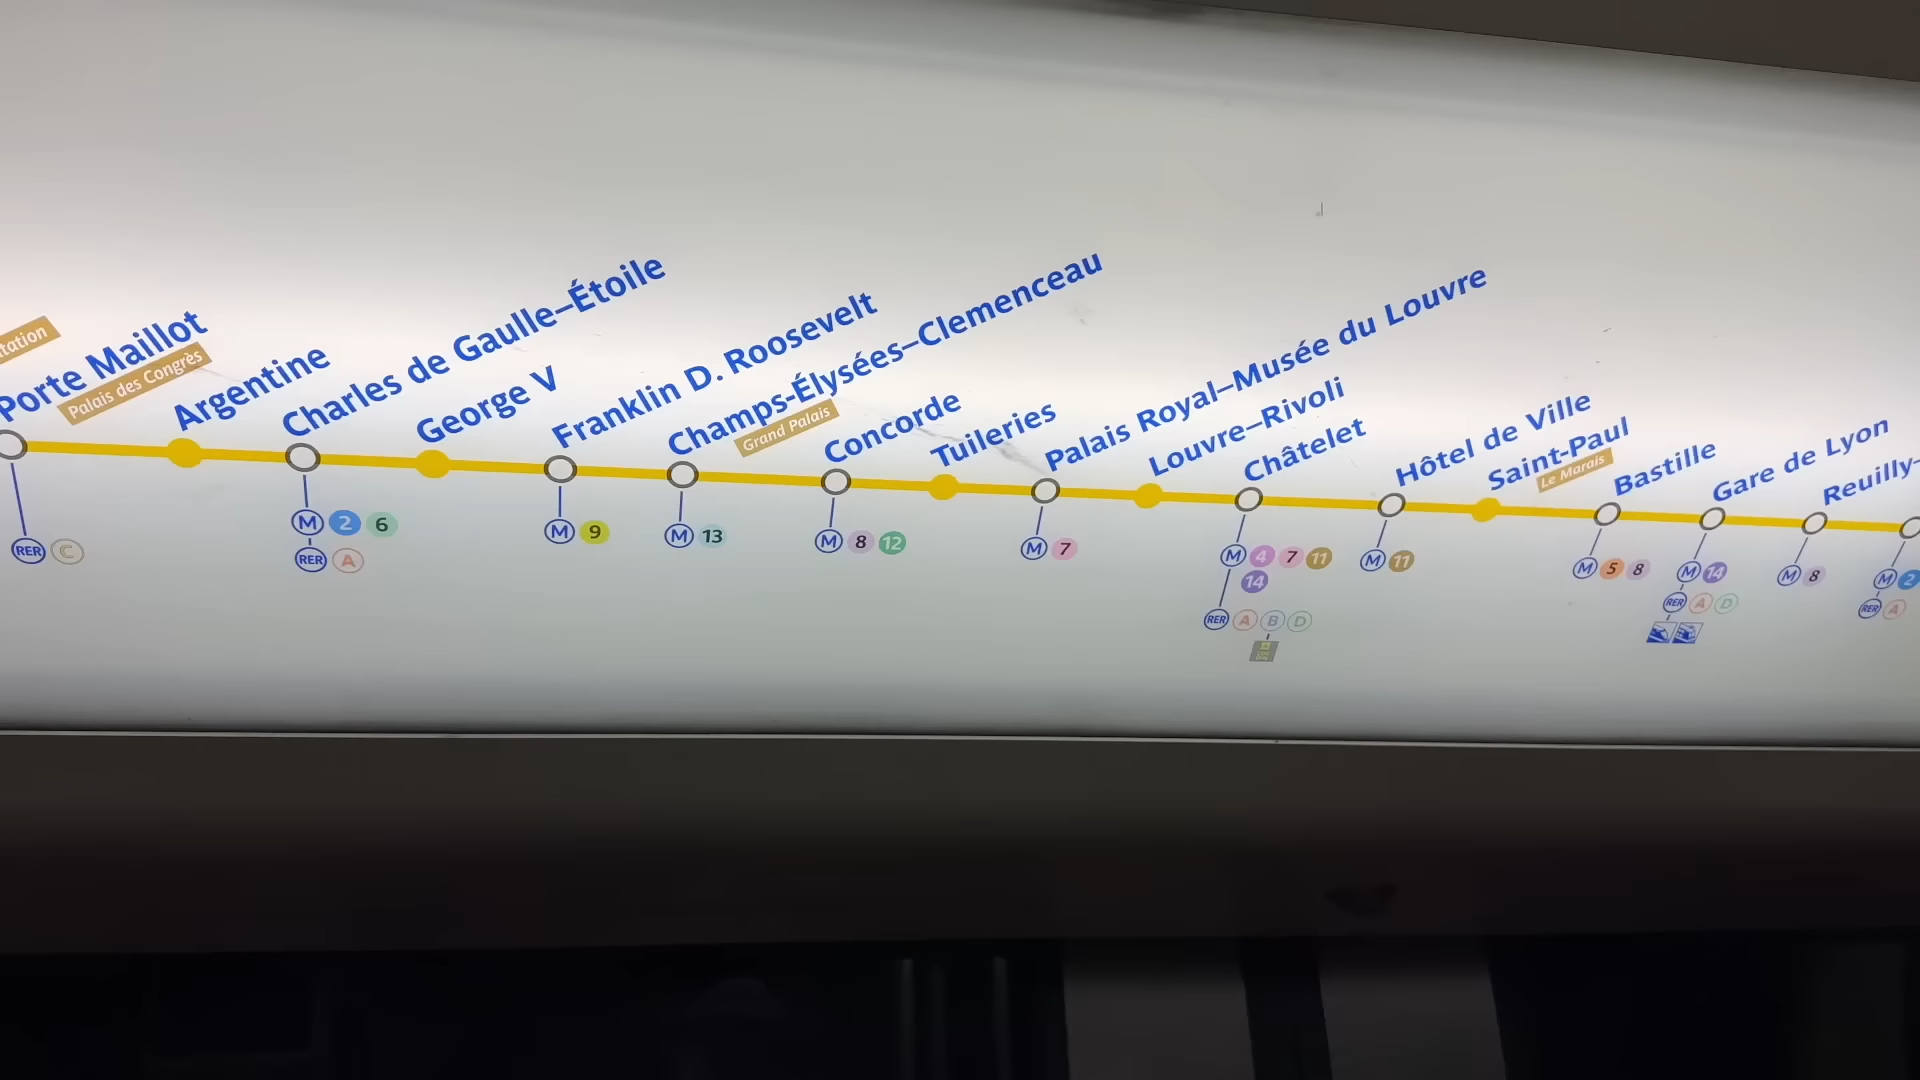 tation
Porte Maillot
Palais des Congrès
Argentine
Charles de Gaulle–Étoile
George V
Franklin D. Roosevelt
Champs-Élysées–Clemenceau
Grand Palais
Concorde
Tuileries
Palais Royal–Musée du Louvre
Louvre–Rivoli
Châtelet
Hôtel de Ville
Saint-Paul
Le Marais
Bastille
Gare de Lyon
Reuilly-
RER C
M 2 6
RER A
M 9
M 13
M 8 12
M 7
M 4 7 11
14
RER A B D
M 11
M 5 8
M 14
RER A D
M 8
M 2
RER A